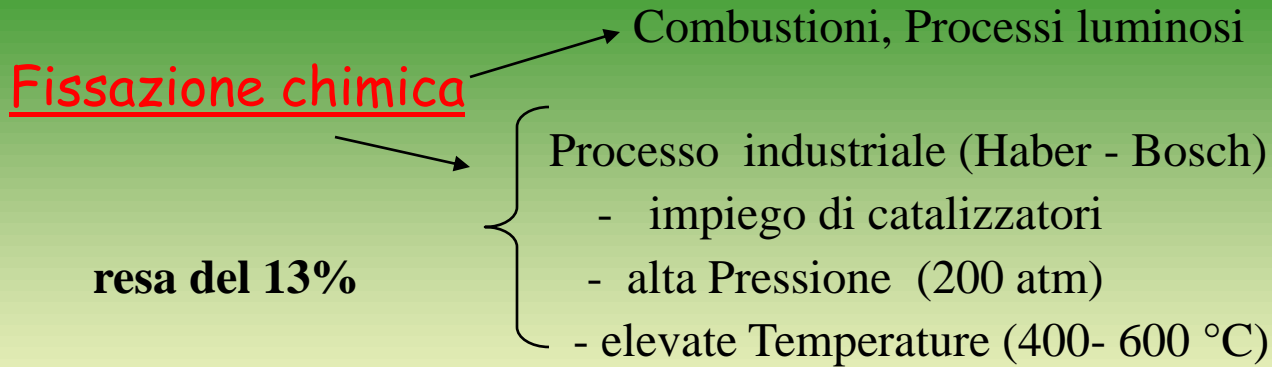 Combustioni, Processi luminosi
Fissazione chimica
Processo industriale (Haber - Bosch)
- impiego di catalizzatori
resa del 13%
- alta Pressione (200 atm)
- elevate Temperature (400- 600 °C)